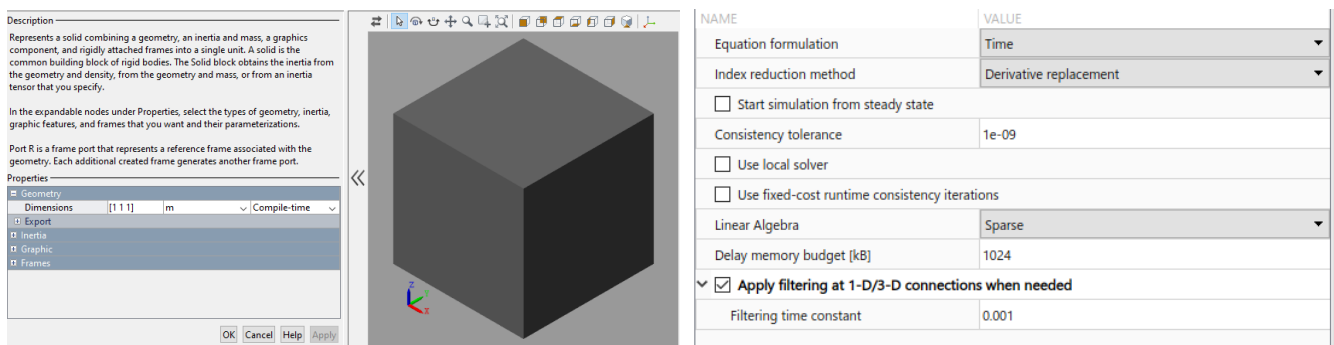 Description
Represents a solid combining a geometry, an inertia and mass, a graphics
component, and rigidly attached frames into a single unit. A solid is the
common building block of rigid bodies. The Solid block obtains the inertia from
the geometry and density, from the geometry and mass, or from an inertia
tensor that you specify.
In the expandable nodes under Properties, select the types of geometry, inertia,
graphic features, and frames that you want and their parameterizations.
Port R is a frame port that represents a reference frame associated with the
geometry. Each additional created frame generates another frame port.
Properties
Geometry
Dimensions [1 1 1] m Compile-time
Export
Inertia
Graphic
Frames
OK Cancel Help Apply
Z
Y
X
NAME VALUE
Equation formulation Time
Index reduction method Derivative replacement
Start simulation from steady state
Consistency tolerance 1e-09
Use local solver
Use fixed-cost runtime consistency iterations
Linear Algebra Sparse
Delay memory budget [kB] 1024
Apply filtering at 1-D/3-D connections when needed
Filtering time constant 0.001